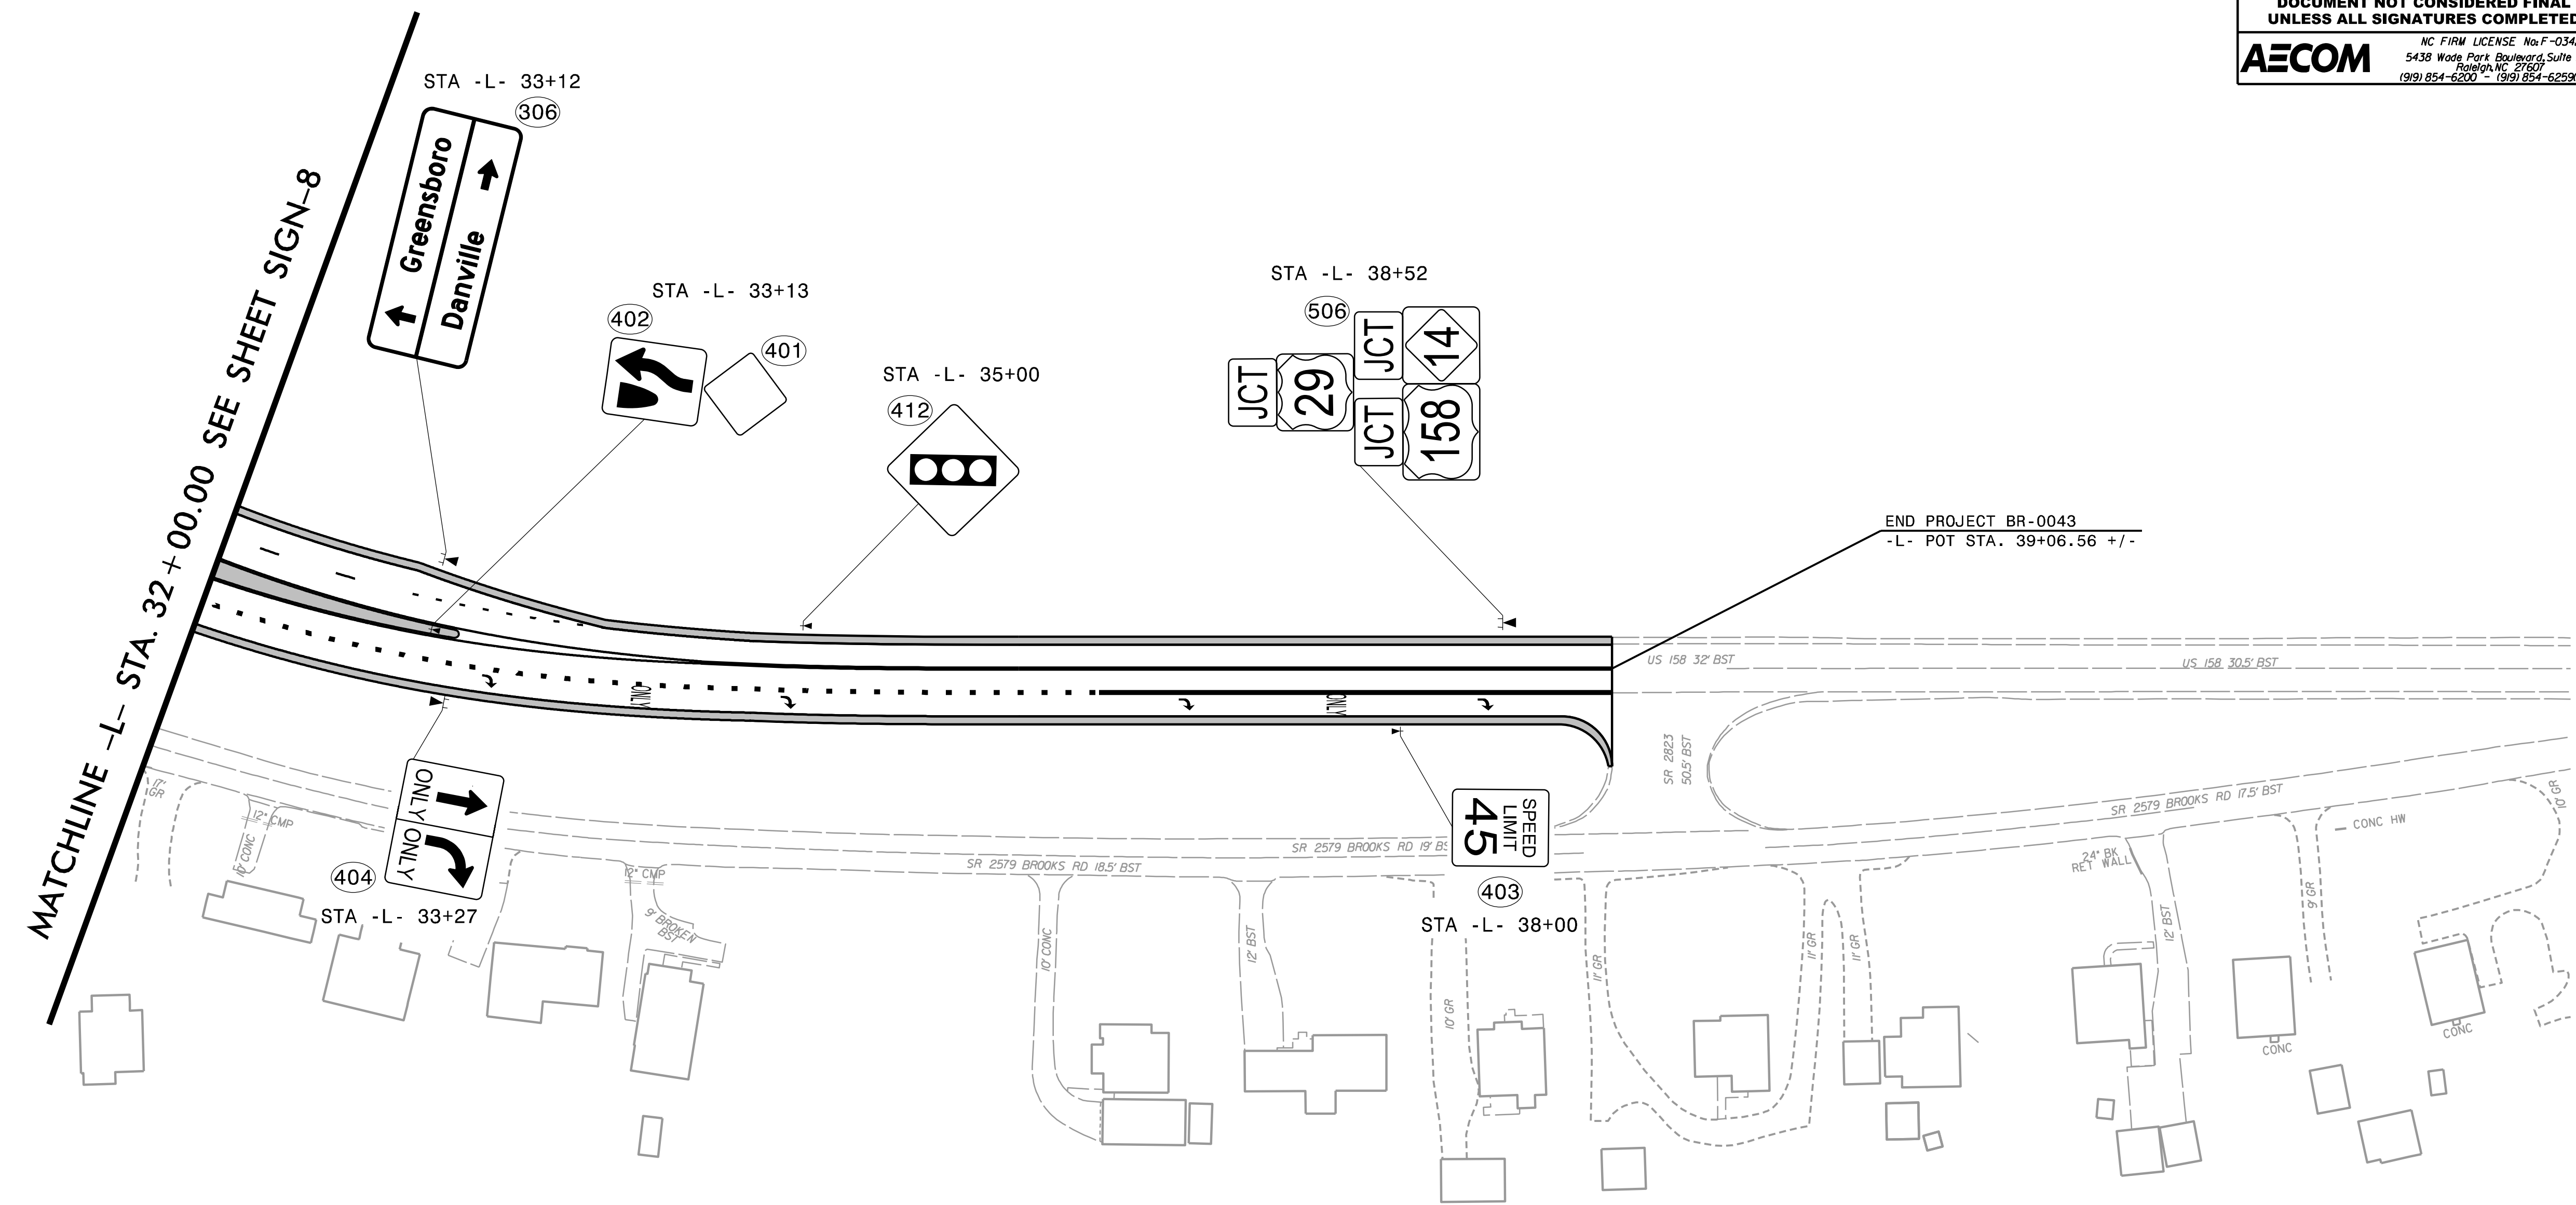 DOCUMENT NOT CONSIDERED FINAL
UNLESS ALL SIGNATURES COMPLETED
AECOM
NC FIRM LICENSE No: F-034
5438 Wade Park Boulevard, Suite
Raleigh, NC 27607
(919) 854-6200 - (919) 854-6259
MATCHLINE -L- STA. 32+00.00 SEE SHEET SIGN-8
STA -L- 33+12
306
Greensboro
Danville
STA -L- 33+13
402
401
STA -L- 35+00
412
STA -L- 38+52
506
JCT
29
JCT
14
JCT
158
END PROJECT BR-0043
-L- POT STA. 39+06.56 +/-
US 158 32' BST
US 158 30.5' BST
ONLY
ONLY
SR 2823
50.5' BST
17'
GR
12" CMP
10' CONC
ONLY
ONLY
404
STA -L- 33+27
12" CMP
9' BROKEN
BST
SR 2579 BROOKS RD 18.5' BST
SR 2579 BROOKS RD 19' BS
SPEED
LIMIT
45
403
STA -L- 38+00
SR 2579 BROOKS RD 17.5' BST
CONC HW
24" BK
RET WALL
10' GR
9' GR
12' BST
10' CONC
12' BST
10' GR
11' GR
11' GR
11' GR
CONC
CONC